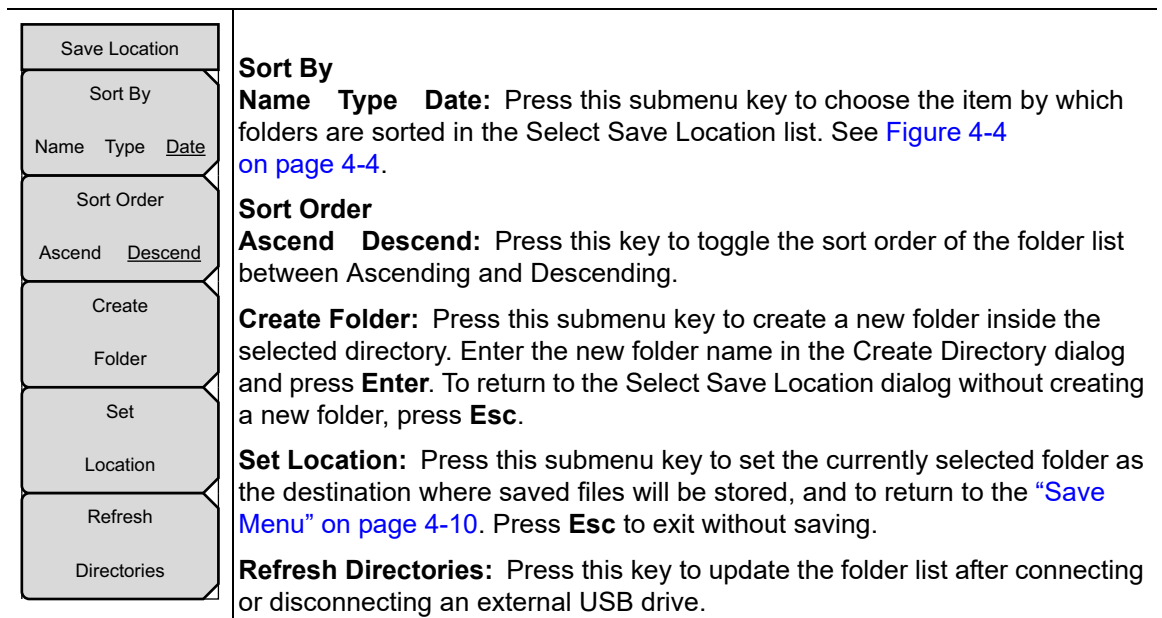 Save Location
Sort By
Name Type Date
Sort Order
Ascend Descend
Create
Folder
Set
Location
Refresh
Directories
Sort By
Name Type Date: Press this submenu key to choose the item by which
folders are sorted in the Select Save Location list. See Figure 4-4
on page 4-4.
Sort Order
Ascend Descend: Press this key to toggle the sort order of the folder list
between Ascending and Descending.
Create Folder: Press this submenu key to create a new folder inside the
selected directory. Enter the new folder name in the Create Directory dialog
and press Enter. To return to the Select Save Location dialog without creating
a new folder, press Esc.
Set Location: Press this submenu key to set the currently selected folder as
the destination where saved files will be stored, and to return to the “Save
Menu” on page 4-10. Press Esc to exit without saving.
Refresh Directories: Press this key to update the folder list after connecting
or disconnecting an external USB drive.